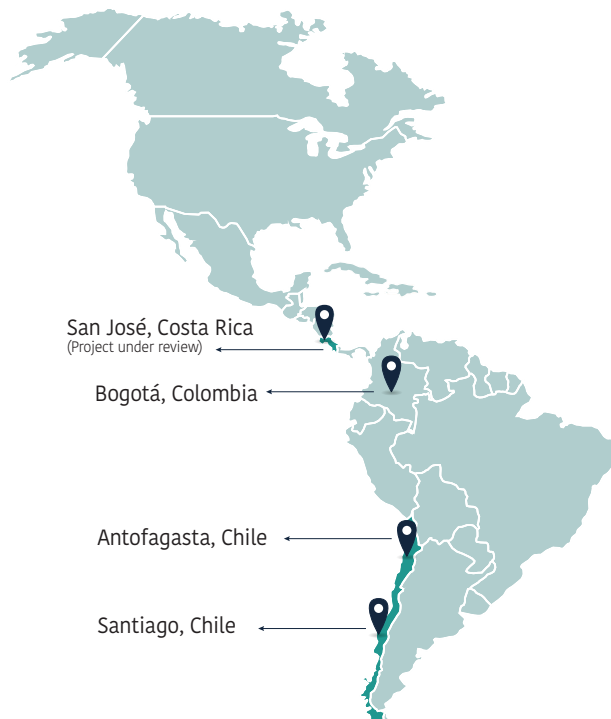 San José, Costa Rica
(Project under review)
Bogotá, Colombia
Antofagasta, Chile
Santiago, Chile